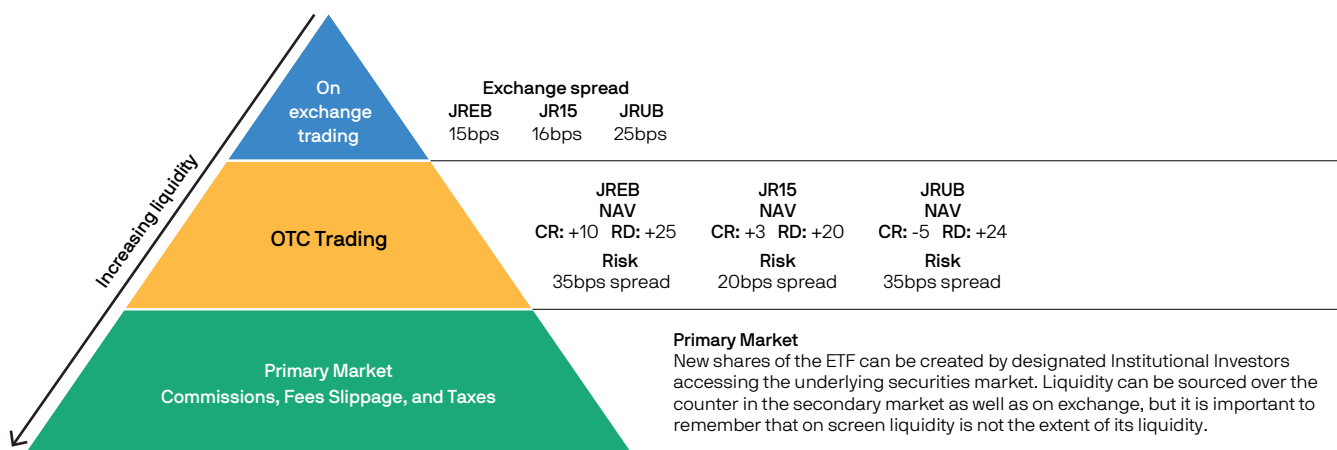 On
exchange
trading
Exchange spread
JREB JR15 JRUB
15bps 16bps 25bps
Increasing liquidity
OTC Trading
JREB JR15 JRUB
NAV NAV NAV
CR: +10 RD: +25 CR: +3 RD: +20 CR: -5 RD: +24
Risk Risk Risk
35bps spread 20bps spread 35bps spread
Primary Market
Commissions, Fees Slippage, and Taxes
Primary Market
New shares of the ETF can be created by designated Institutional Investors
accessing the underlying securities market. Liquidity can be sourced over the
counter in the secondary market as well as on exchange, but it is important to
remember that on screen liquidity is not the extent of its liquidity.